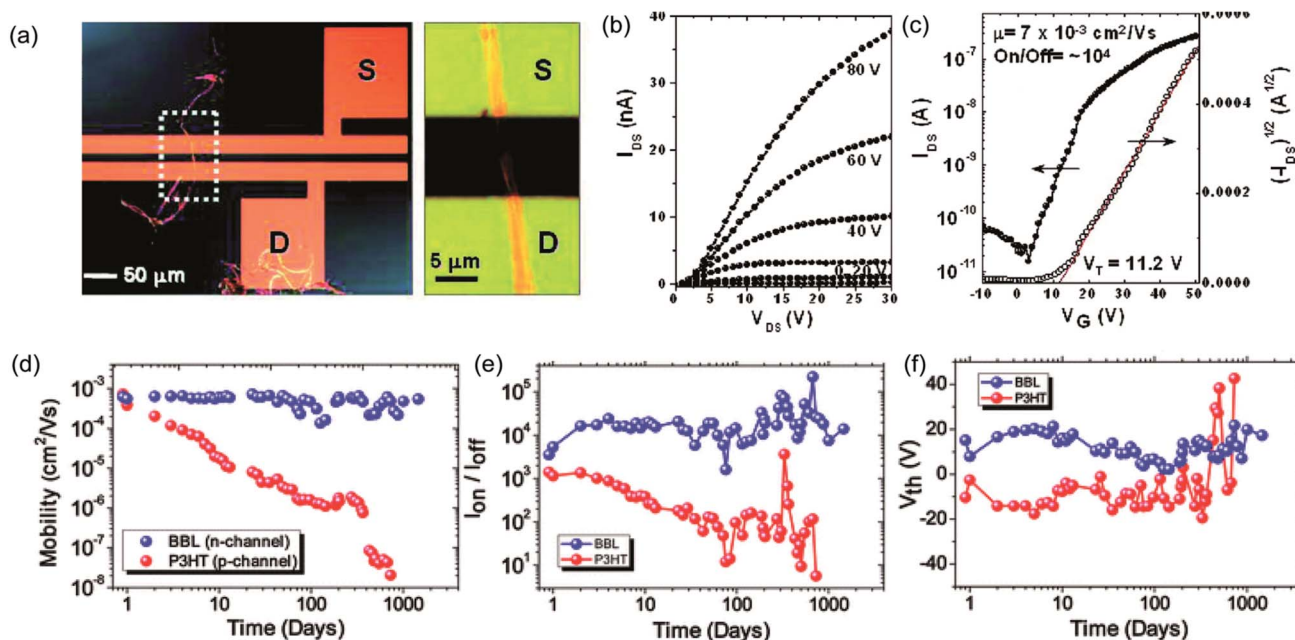 (a)
S
D
50 μm
S
D
5 μm
(b)
I_DS (nA)
40
30
20
10
0
80 V
60 V
40 V
0-20 V
0 5 10 15 20 25 30
V_DS (V)
(c)
μ= 7 x 10⁻³ cm²/Vs
On/Off= ~10⁴
I_DS (A)
10⁻⁷
10⁻⁸
10⁻⁹
10⁻¹⁰
10⁻¹¹
V_T = 11.2 V
-10 0 10 20 30 40 50
V_G (V)
0.0006
0.0004
0.0002
0.0000
(-I_DS)^1/2 (A^1/2)
(d)
Mobility (cm²/Vs)
10⁻³
10⁻⁴
10⁻⁵
10⁻⁶
10⁻⁷
10⁻⁸
BBL (n-channel)
P3HT (p-channel)
1 10 100 1000
Time (Days)
(e)
I_on / I_off
10⁵
10⁴
10³
10²
10¹
BBL
P3HT
1 10 100 1000
Time (Days)
(f)
V_th (V)
40
20
0
-20
-40
BBL
P3HT
1 10 100 1000
Time (Days)